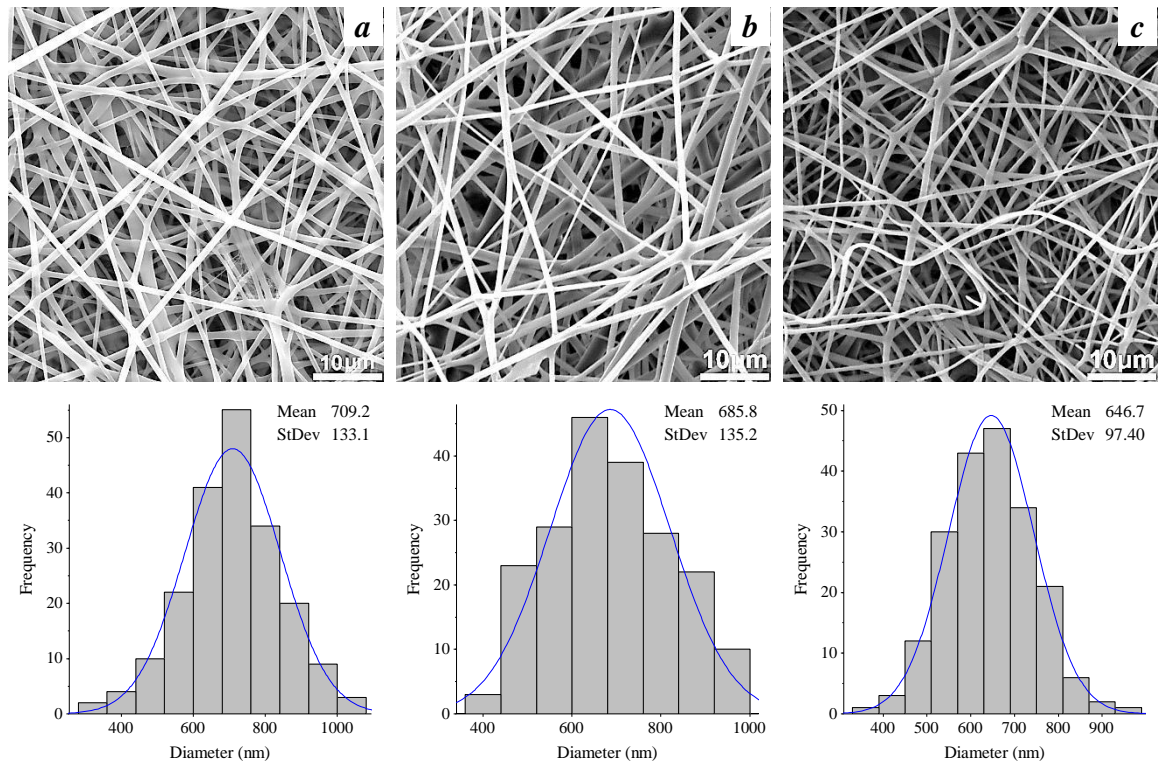 a
b
c
10µm
10µm
10µm
Mean 709.2
StDev 133.1
Mean 685.8
StDev 135.2
Mean 646.7
StDev 97.40
50
40
30
20
10
0
Frequency
400 600 800 1000
Diameter (nm)
40
30
20
10
0
Frequency
400 600 800 1000
Diameter (nm)
50
40
30
20
10
0
Frequency
400 500 600 700 800 900
Diameter (nm)